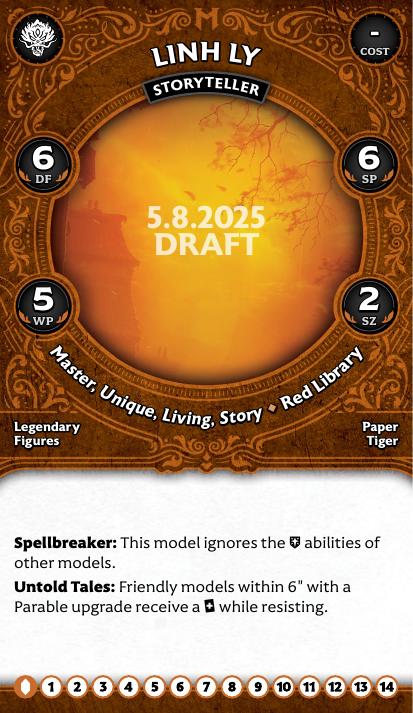 -
COST
LINH LY
STORYTELLER
6
DF
6
SP
5.8.2025
DRAFT
5
WP
2
SZ
Master, Unique, Living, Story ◆ Red Library
Legendary
Figures
Paper
Tiger
Spellbreaker: This model ignores the abilities of
other models.
Untold Tales: Friendly models within 6" with a
Parable upgrade receive a while resisting.
1 2 3 4 5 6 7 8 9 10 11 12 13 14